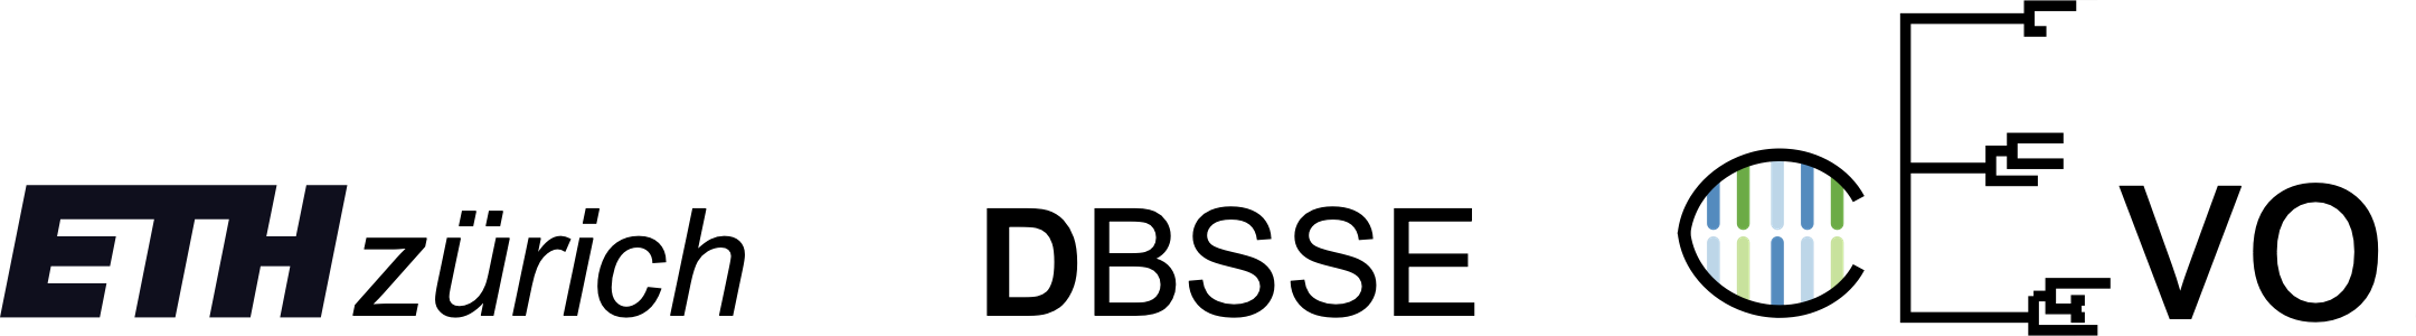 ETH zürich DBSSE cEvo